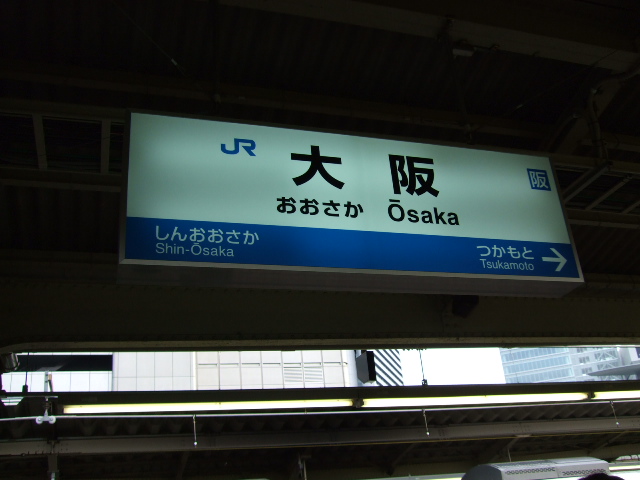 JR 大阪 阪
おおさか Ōsaka
しんおおさか つかもと
Shin-Ōsaka Tsukamoto